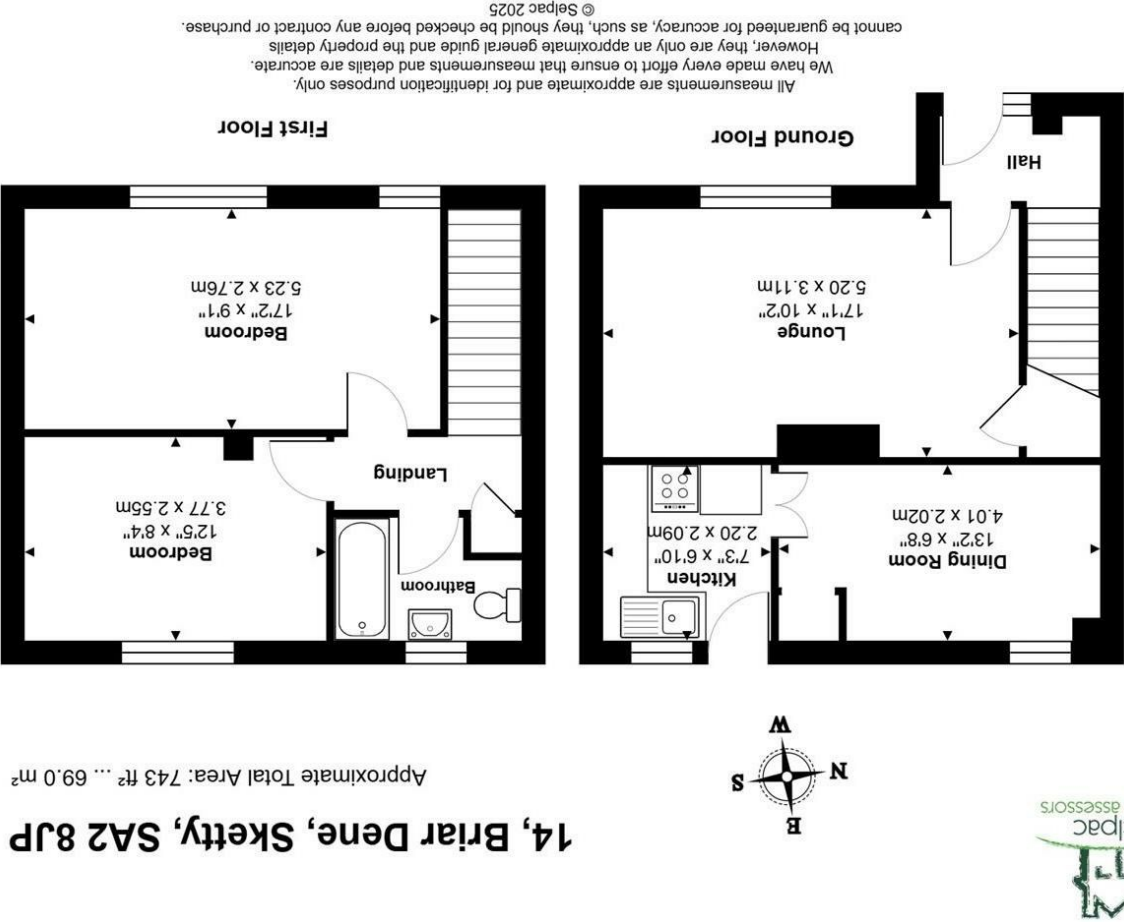 14, Briar Dene, Sketty, SA2 8JP
Approximate Total Area: 743 ft² ... 69.0 m²
assessors
E
N
S
W
Dining Room
13'2" x 6'8"
4.01 x 2.02m
Kitchen
7'3" x 6'10"
2.20 x 2.09m
Lounge
17'1" x 10'2"
5.20 x 3.11m
Hall
Ground Floor
Bathroom
Bedroom
12'5" x 8'4"
3.77 x 2.55m
Landing
Bedroom
17'2" x 9'1"
5.23 x 2.76m
First Floor
All measurements are approximate and for identification purposes only.
We have made every effort to ensure that measurements and details are accurate.
However, they are only an approximate general guide and the property details
cannot be guaranteed for accuracy, as such, they should be checked before any contract or purchase.
© Selpac 2025